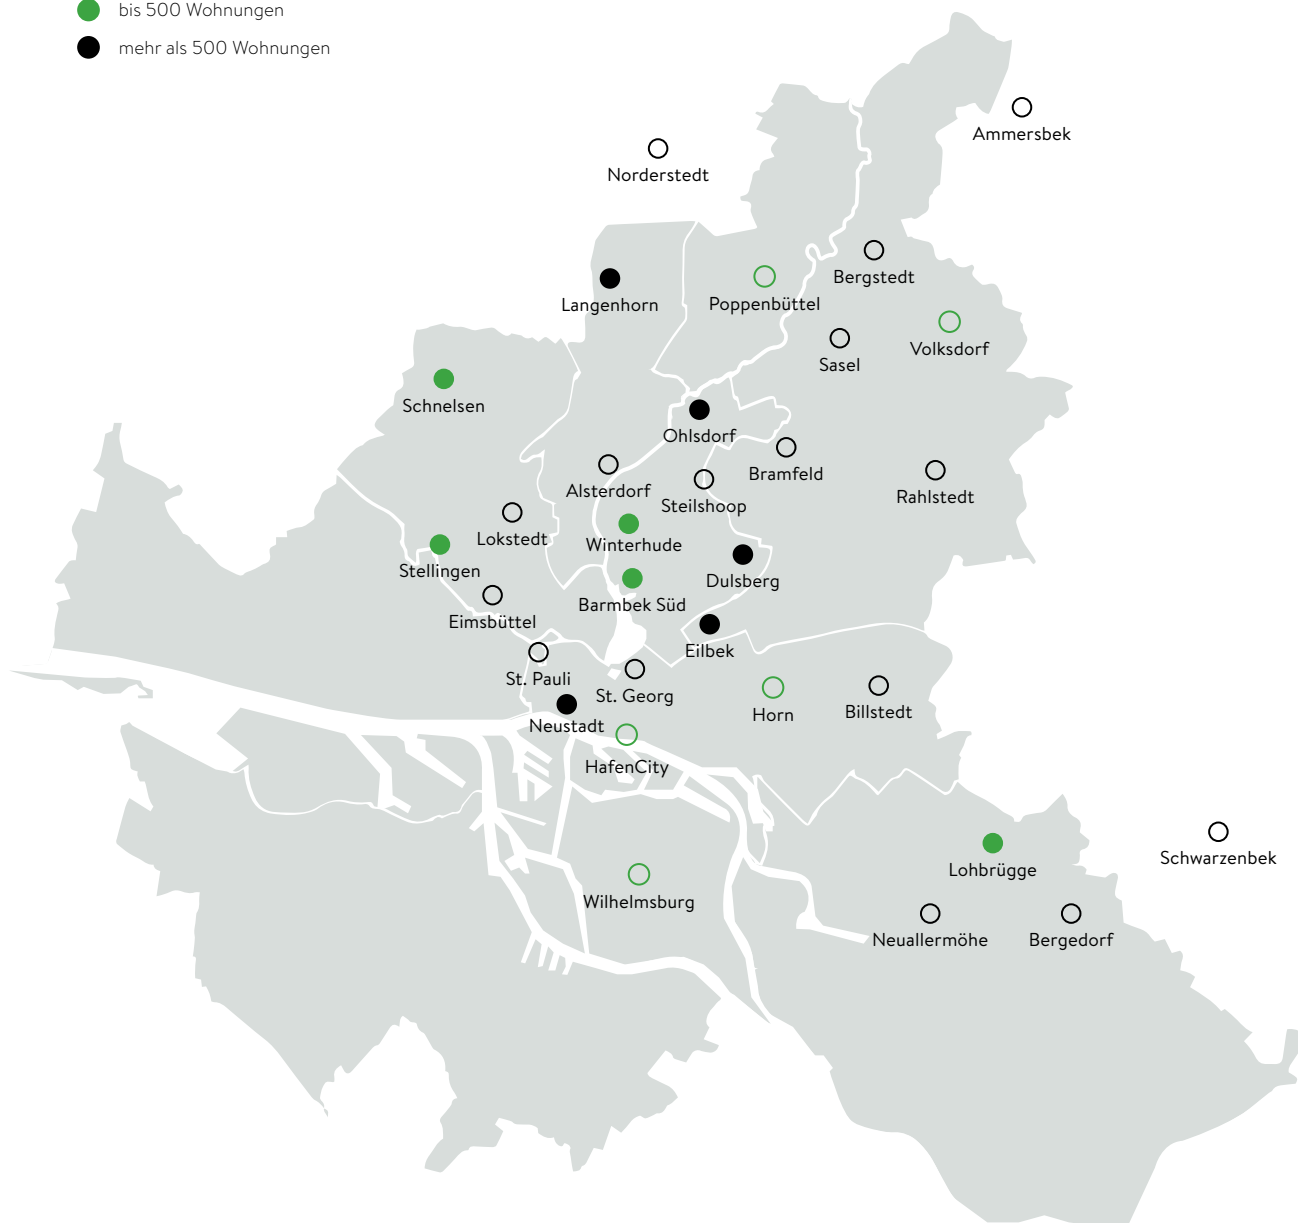 bis 500 Wohnungen
mehr als 500 Wohnungen
Ammersbek
Norderstedt
Bergstedt
Langenhorn
Poppenbüttel
Volksdorf
Sasel
Schnelsen
Ohlsdorf
Bramfeld
Alsterdorf
Rahlstedt
Steilshoop
Lokstedt
Winterhude
Stellingen
Dulsberg
Barmbek Süd
Eimsbüttel
Eilbek
St. Pauli
St. Georg
Horn
Billstedt
Neustadt
HafenCity
Schwarzenbek
Lohbrügge
Wilhelmsburg
Neuallermöhe
Bergedorf